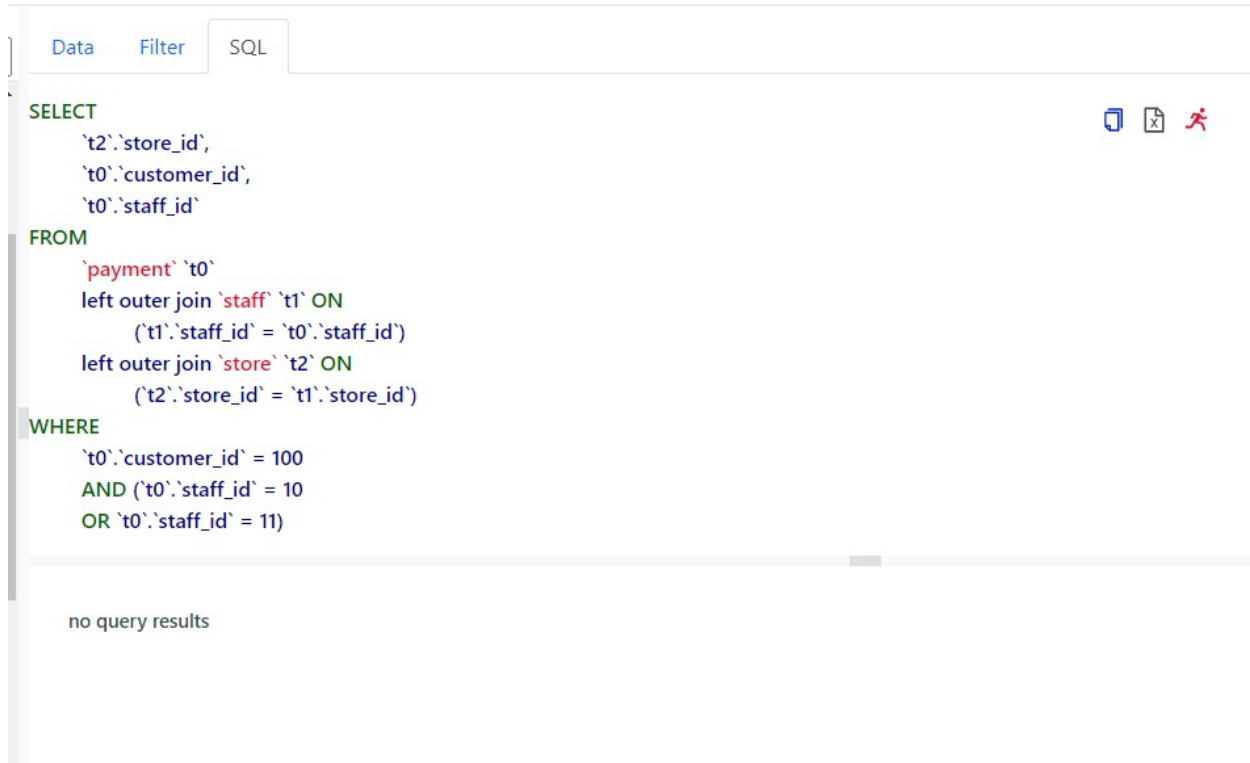 Data Filter SQL
SELECT
`t2`.`store_id`,
`t0`.`customer_id`,
`t0`.`staff_id`
FROM
`payment` `t0`
left outer join `staff` `t1` ON
(`t1`.`staff_id` = `t0`.`staff_id`)
left outer join `store` `t2` ON
(`t2`.`store_id` = `t1`.`store_id`)
WHERE
`t0`.`customer_id` = 100
AND (`t0`.`staff_id` = 10
OR `t0`.`staff_id` = 11)
no query results